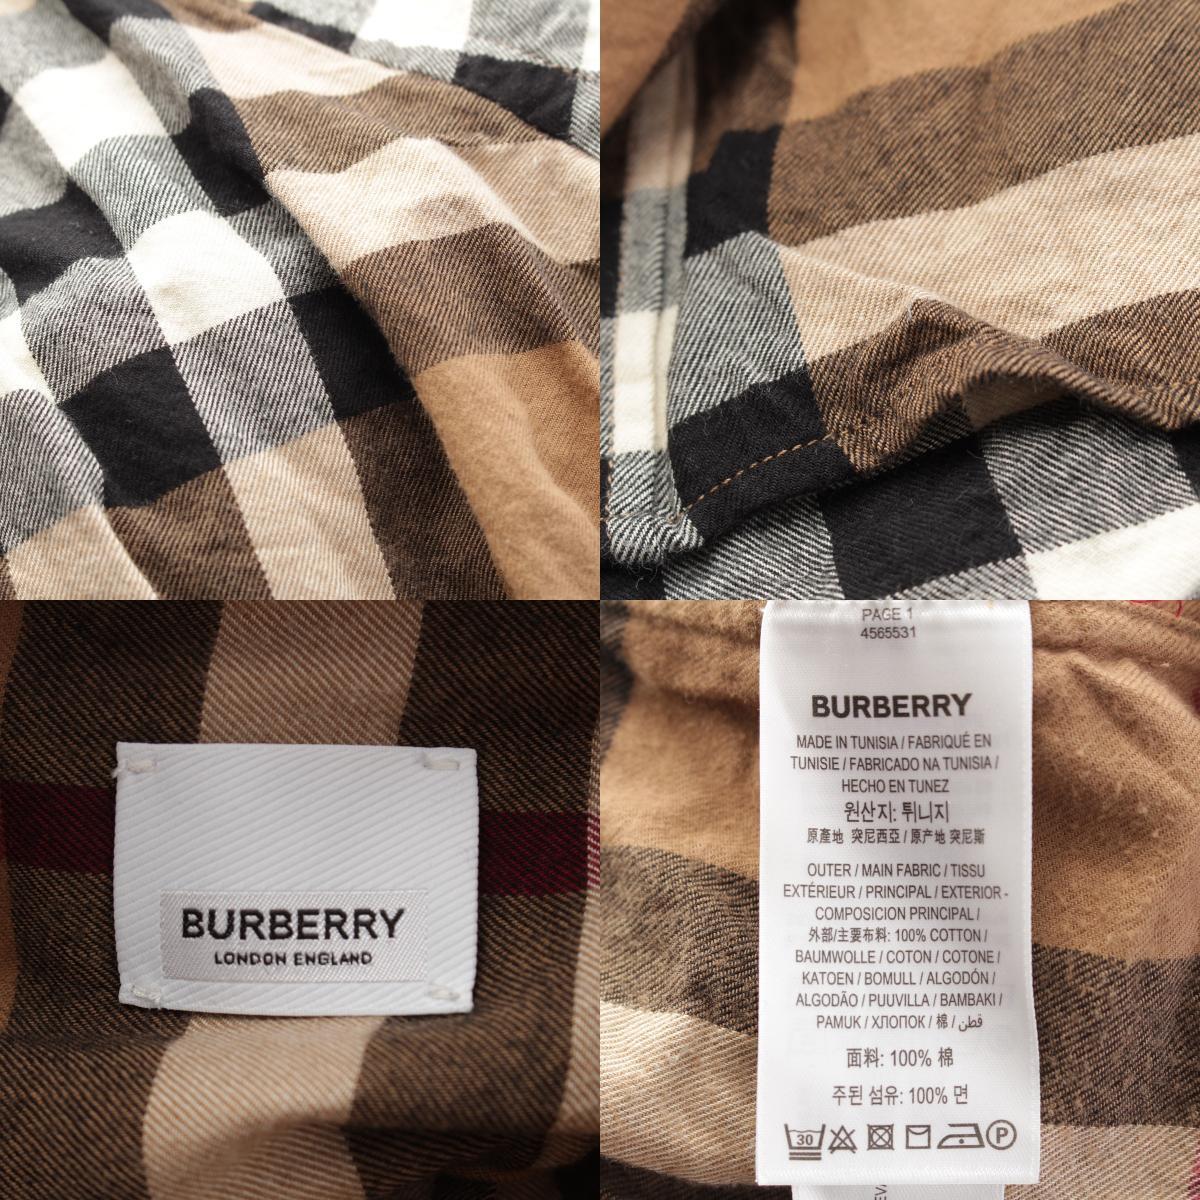 BURBERRY
LONDON ENGLAND
PAGE 1
4565531
BURBERRY
MADE IN TUNISIA / FABRIQUÉ EN
TUNISIE / FABRICADO NA TUNISIA /
HECHO EN TUNEZ
원산지: 튀니지
原產地 突尼西亞 / 原产地 突尼斯
OUTER / MAIN FABRIC / TISSU
EXTÉRIEUR / PRINCIPAL / EXTERIOR -
COMPOSICION PRINCIPAL /
外部/主要布料: 100% COTTON /
BAUMWOLLE / COTON / COTONE /
KATOEN / BOMULL / ALGODÓN /
ALGODÃO / PUUVILLA / BAMBAKI /
PAMUK / ХЛОПОК / 棉 / قطن
面料: 100% 棉
주된 섬유: 100% 면
30 P